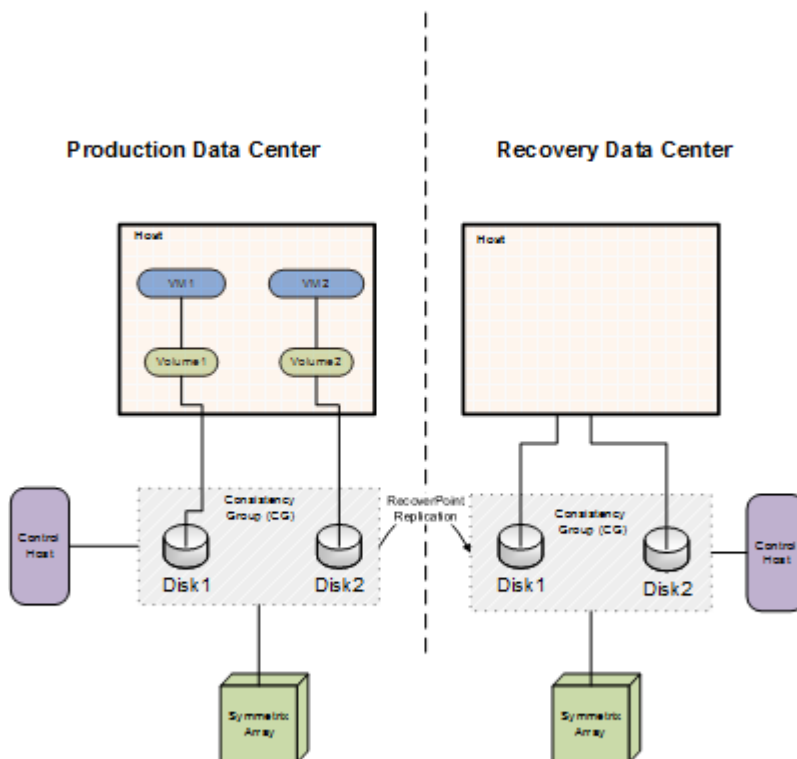 Production Data Center
Recovery Data Center
Host
VM1
VM2
Volume1
Volume2
Host
Control
Host
Consistency
Group (CG)
Disk1
Disk2
RecoverPoint
Replication
Consistency
Group (CG)
Disk1
Disk2
Control
Host
Symmetrix
Array
Symmetrix
Array